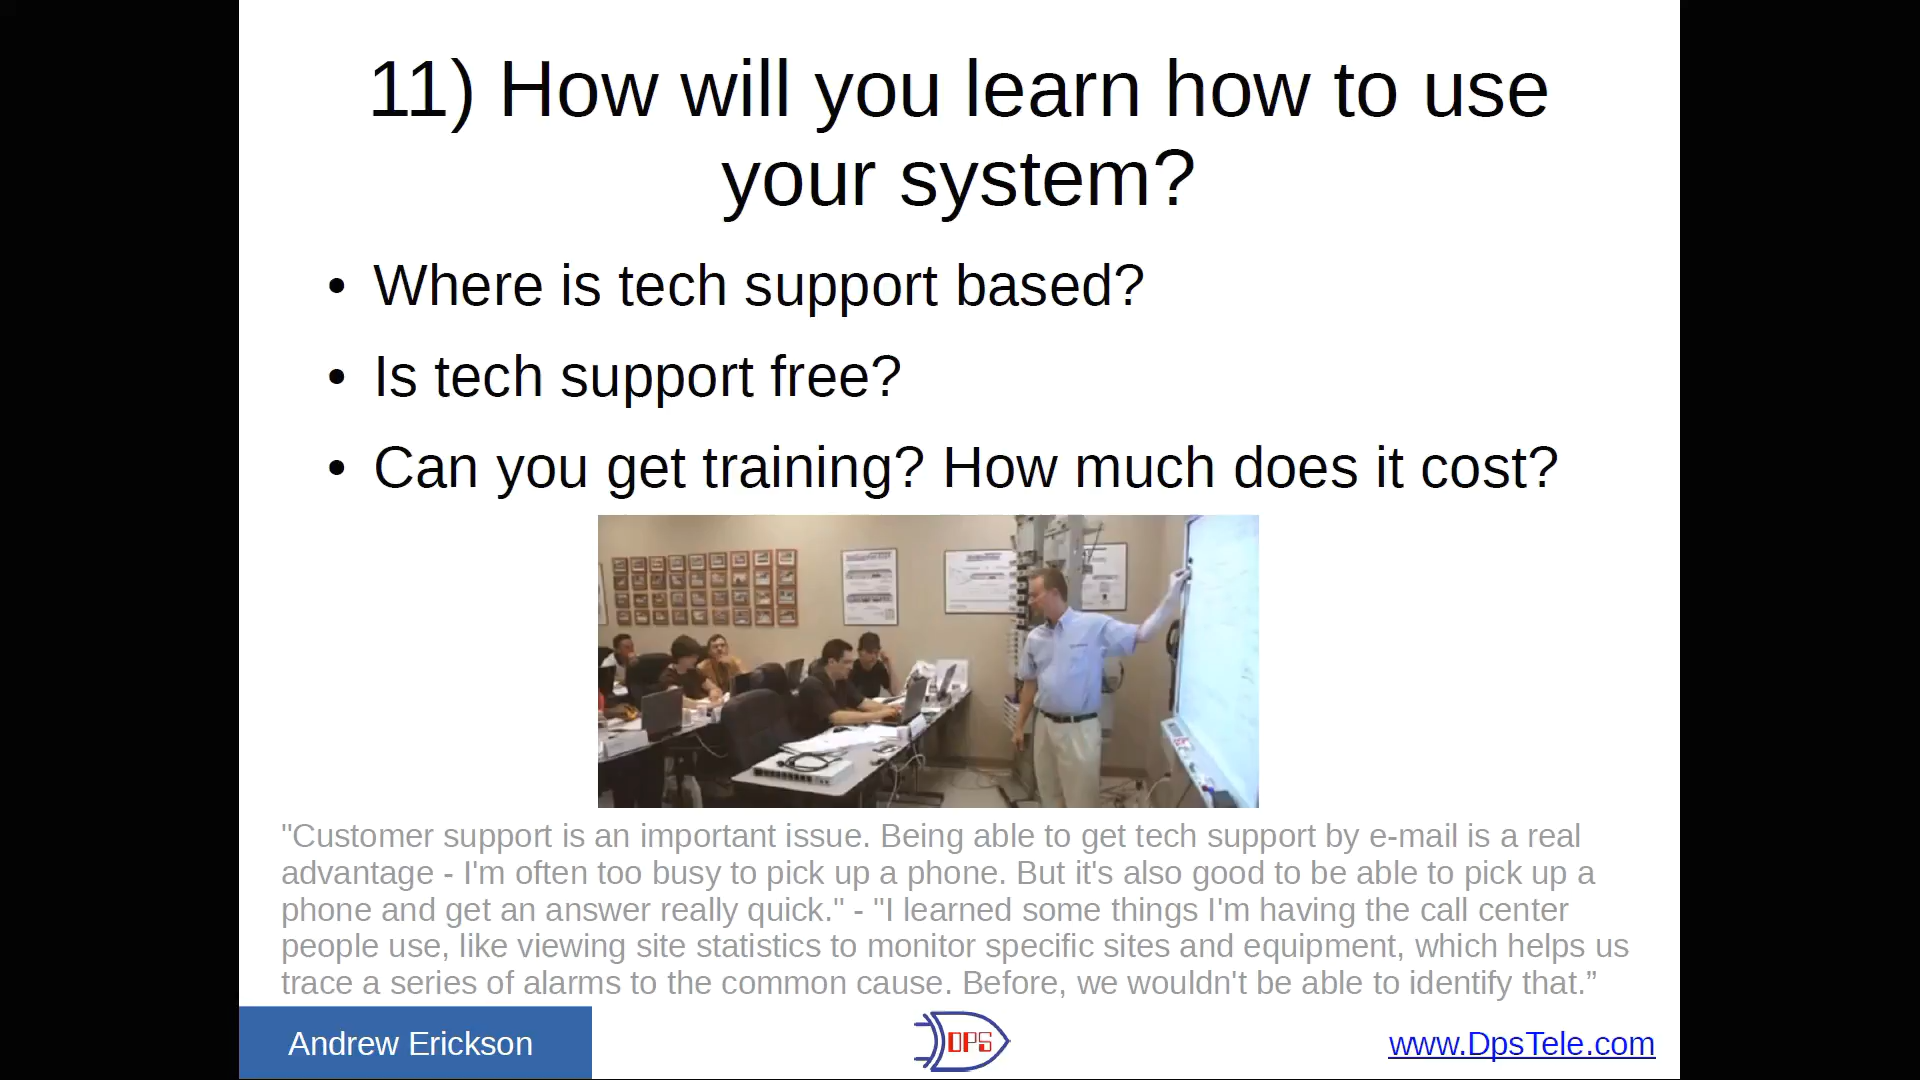 11) How will you learn how to use
your system?
• Where is tech support based?
• Is tech support free?
• Can you get training? How much does it cost?
"Customer support is an important issue. Being able to get tech support by e-mail is a real
advantage - I'm often too busy to pick up a phone. But it's also good to be able to pick up a
phone and get an answer really quick." - "I learned some things I'm having the call center
people use, like viewing site statistics to monitor specific sites and equipment, which helps us
trace a series of alarms to the common cause. Before, we wouldn't be able to identify that.”
Andrew Erickson
DPS
www.DpsTele.com